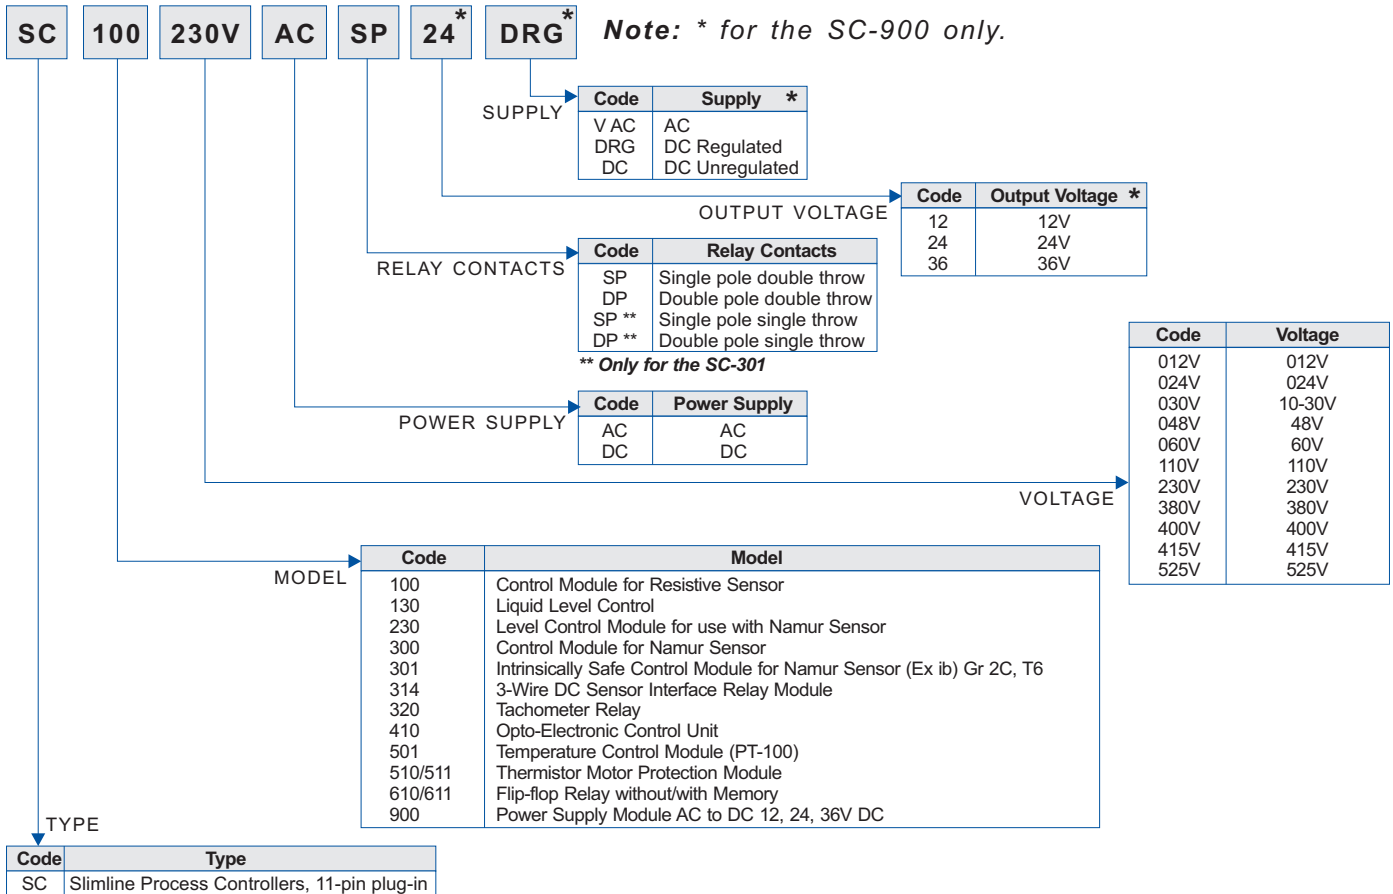 SC 100 230V AC SP 24* DRG* Note: * for the SC-900 only.
SUPPLY
Code Supply *
V AC AC
DRG DC Regulated
DC DC Unregulated
OUTPUT VOLTAGE
Code Output Voltage *
12 12V
24 24V
36 36V
RELAY CONTACTS
Code Relay Contacts
SP Single pole double throw
DP Double pole double throw
SP ** Single pole single throw
DP ** Double pole single throw
** Only for the SC-301
POWER SUPPLY
Code Power Supply
AC AC
DC DC
VOLTAGE
Code Voltage
012V 012V
024V 024V
030V 10-30V
048V 48V
060V 60V
110V 110V
230V 230V
380V 380V
400V 400V
415V 415V
525V 525V
MODEL
Code Model
100 Control Module for Resistive Sensor
130 Liquid Level Control
230 Level Control Module for use with Namur Sensor
300 Control Module for Namur Sensor
301 Intrinsically Safe Control Module for Namur Sensor (Ex ib) Gr 2C, T6
314 3-Wire DC Sensor Interface Relay Module
320 Tachometer Relay
410 Opto-Electronic Control Unit
501 Temperature Control Module (PT-100)
510/511 Thermistor Motor Protection Module
610/611 Flip-flop Relay without/with Memory
900 Power Supply Module AC to DC 12, 24, 36V DC
TYPE
Code Type
SC Slimline Process Controllers, 11-pin plug-in